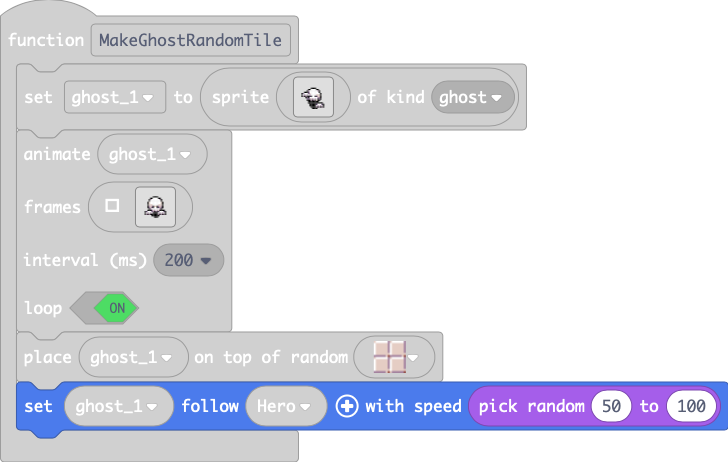 function MakeGhostRandomTile
set ghost_1 to sprite of kind ghost
animate ghost_1
frames
interval (ms) 200
loop ON
place ghost_1 on top of random
set ghost_1 follow Hero with speed pick random 50 to 100